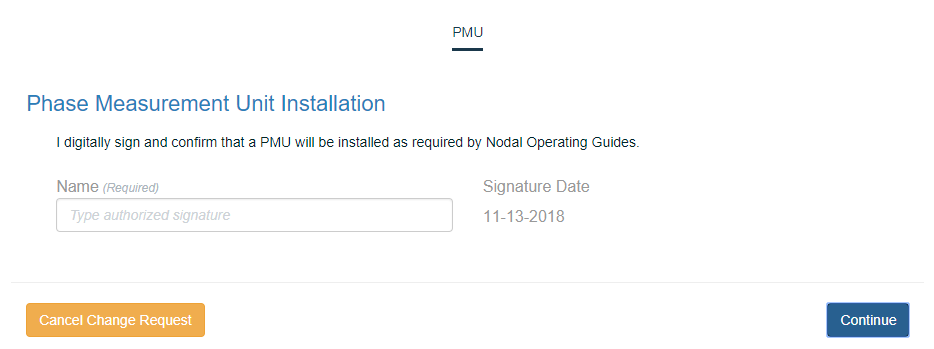 PMU
Phase Measurement Unit Installation
I digitally sign and confirm that a PMU will be installed as required by Nodal Operating Guides.
Name (Required)
Signature Date
Type authorized signature
11-13-2018
Cancel Change Request
Continue